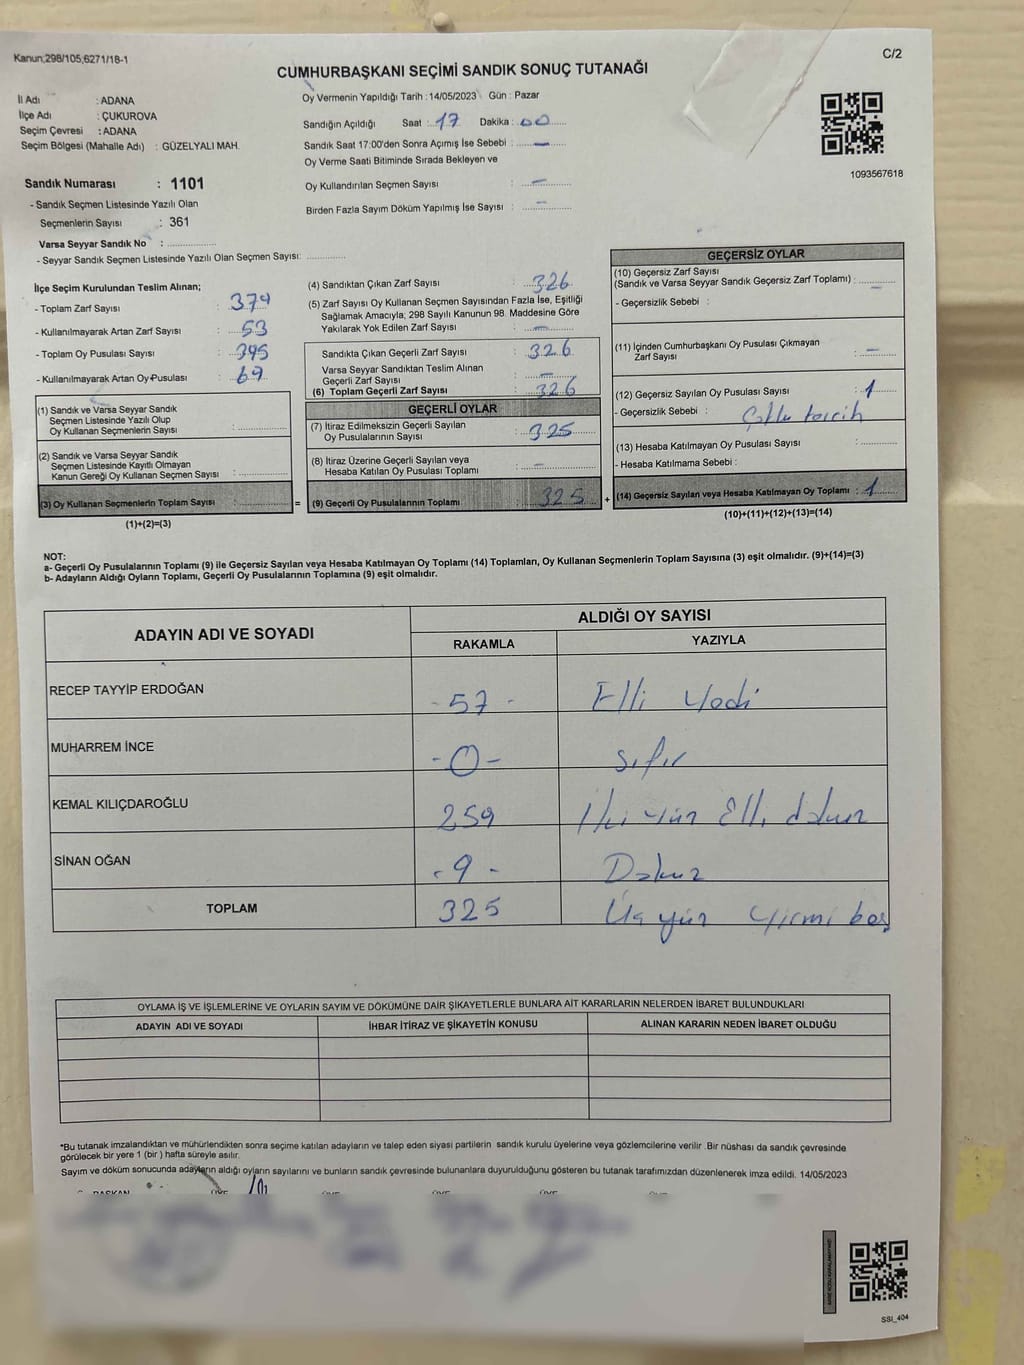 Kanun;298/105;6271/18-1
C/2
CUMHURBAŞKANI SEÇİMİ SANDIK SONUÇ TUTANAĞI
İl Adı : ADANA
İlçe Adı : ÇUKUROVA
Seçim Çevresi : ADANA
Seçim Bölgesi (Mahalle Adı) : GÜZELYALI MAH.
Sandık Numarası : 1101
- Sandık Seçmen Listesinde Yazılı Olan
Seçmenlerin Sayısı : 361
Varsa Seyyar Sandık No :
- Seyyar Sandık Seçmen Listesinde Yazılı Olan Seçmen Sayısı:
Oy Vermenin Yapıldığı Tarih : 14/05/2023 Gün : Pazar
Sandığın Açıldığı Saat : 17 Dakika : 00
Sandık Saat 17:00'den Sonra Açımış İse Sebebi : -
Oy Verme Saati Bitiminde Sırada Bekleyen ve
Oy Kullandırılan Seçmen Sayısı : -
Birden Fazla Sayım Döküm Yapılmış İse Sayısı : -
1093567618
İlçe Seçim Kurulundan Teslim Alınan;
- Toplam Zarf Sayısı : 379
- Kullanılmayarak Artan Zarf Sayısı : 53
- Toplam Oy Pusulası Sayısı : 395
- Kullanılmayarak Artan Oy Pusulası : 69
(1) Sandık ve Varsa Seyyar Sandık
Seçmen Listesinde Yazılı Olup
Oy Kullanan Seçmenlerin Sayısı :
(2) Sandık ve Varsa Seyyar Sandık
Seçmen Listesinde Kayıtlı Olmayan
Kanun Gereği Oy Kullanan Seçmen Sayısı :
(3) Oy Kullanan Seçmenlerin Toplam Sayısı :
(1)+(2)=(3)
(4) Sandıktan Çıkan Zarf Sayısı : 326
(5) Zarf Sayısı Oy Kullanan Seçmen Sayısından Fazla İse, Eşitliği
Sağlamak Amacıyla; 298 Sayılı Kanunun 98. Maddesine Göre
Yakılarak Yok Edilen Zarf Sayısı : -
Sandıkta Çıkan Geçerli Zarf Sayısı : 326
Varsa Seyyar Sandıktan Teslim Alınan
Geçerli Zarf Sayısı : -
(6) Toplam Geçerli Zarf Sayısı : 326
GEÇERLİ OYLAR
(7) İtiraz Edilmeksizin Geçerli Sayılan
Oy Pusulalarının Sayısı : 325
(8) İtiraz Üzerine Geçerli Sayılan veya
Hesaba Katılan Oy Pusulası Toplamı : -
= (9) Geçerli Oy Pusulalarının Toplamı 325
GEÇERSİZ OYLAR
(10) Geçersiz Zarf Sayısı
(Sandık ve Varsa Seyyar Sandık Geçersiz Zarf Toplamı) : -
- Geçersizlik Sebebi :
(11) İçinden Cumhurbaşkanı Oy Pusulası Çıkmayan
Zarf Sayısı : -
(12) Geçersiz Sayılan Oy Pusulası Sayısı : 1
- Geçersizlik Sebebi : Çoklu tercih
(13) Hesaba Katılmayan Oy Pusulası Sayısı :
- Hesaba Katılmama Sebebi :
+ (14) Geçersiz Sayılan veya Hesaba Katılmayan Oy Toplamı : 1
(10)+(11)+(12)+(13)=(14)
NOT:
a- Geçerli Oy Pusulalarının Toplamı (9) ile Geçersiz Sayılan veya Hesaba Katılmayan Oy Toplamı (14) Toplamları, Oy Kullanan Seçmenlerin Toplam Sayısına (3) eşit olmalıdır. (9)+(14)=(3)
b- Adayların Aldığı Oyların Toplamı, Geçerli Oy Pusulalarının Toplamına (9) eşit olmalıdır.
ADAYIN ADI VE SOYADI
ALDIĞI OY SAYISI
RAKAMLA YAZIYLA
RECEP TAYYİP ERDOĞAN - 57 - Elli Yedi
MUHARREM İNCE -0- Sıfır
KEMAL KILIÇDAROĞLU 259 İki yüz Elli dokuz
SİNAN OĞAN - 9 - Dokuz
TOPLAM 325 Üç yüz yirmi beş
OYLAMA İŞ VE İŞLEMLERİNE VE OYLARIN SAYIM VE DÖKÜMÜNE DAİR ŞİKAYETLERLE BUNLARA AİT KARARLARIN NELERDEN İBARET BULUNDUKLARI
ADAYIN ADI VE SOYADI İHBAR İTİRAZ VE ŞİKAYETİN KONUSU ALINAN KARARIN NEDEN İBARET OLDUĞU
*Bu tutanak imzalandıktan ve mühürlendikten sonra seçime katılan adayların ve talep eden siyasi partilerin sandık kurulu üyelerine veya gözlemcilerine verilir .Bir nüshası da sandık çevresinde
görülecek bir yere 1 (bir ) hafta süreyle asılır.
Sayım ve döküm sonucunda adayların aldığı oyların sayılarını ve bunların sandık çevresinde bulunanlara duyurulduğunu gösteren bu tutanak tarafımızdan düzenlenerek imza edildi. 14/05/2023
BAŞKAN ÜYE ÜYE ÜYE ÜYE
SSI_404